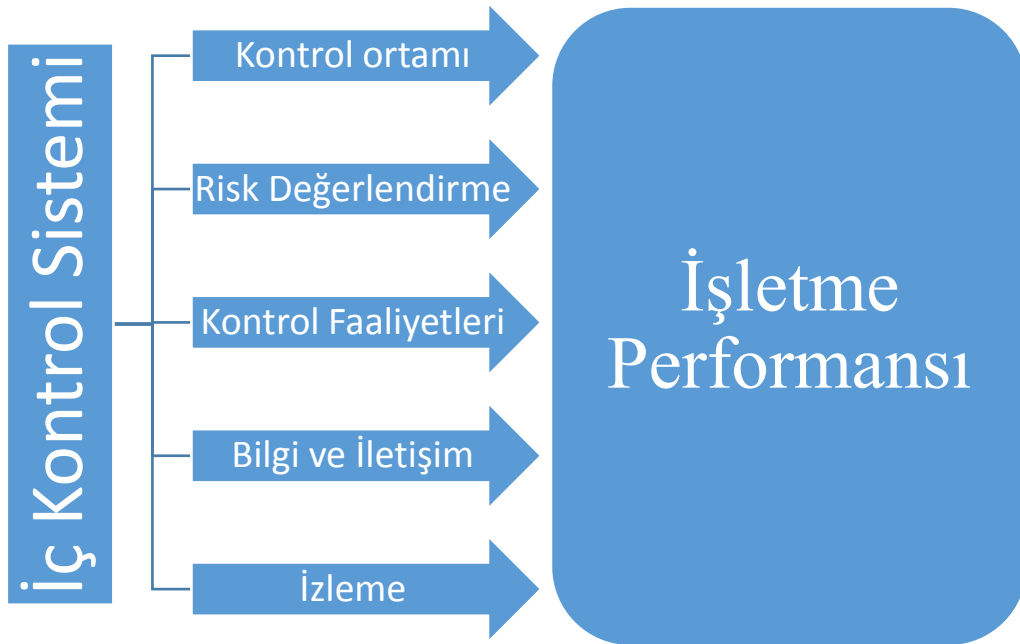 İç Kontrol Sistemi
Kontrol ortamı
Risk Değerlendirme
Kontrol Faaliyetleri
Bilgi ve İletişim
İzleme
İşletme
Performansı